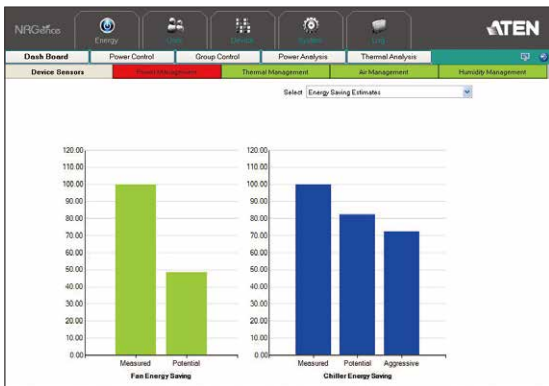 NRGence
Energy
Users
Device
System
Log
ATEN
Dash Board
Power Control
Group Control
Power Analysis
Thermal Analysis
Device Sensors
Power Management
Thermal Management
Air Management
Humidity Management
Select Energy Saving Estimates
120.00
110.00
100.00
90.00
80.00
70.00
60.00
50.00
40.00
30.00
20.00
10.00
0.00
Measured Potential
Fan Energy Saving
120.00
110.00
100.00
90.00
80.00
70.00
60.00
50.00
40.00
30.00
20.00
10.00
0.00
Measured Potential Aggressive
Chiller Energy Saving